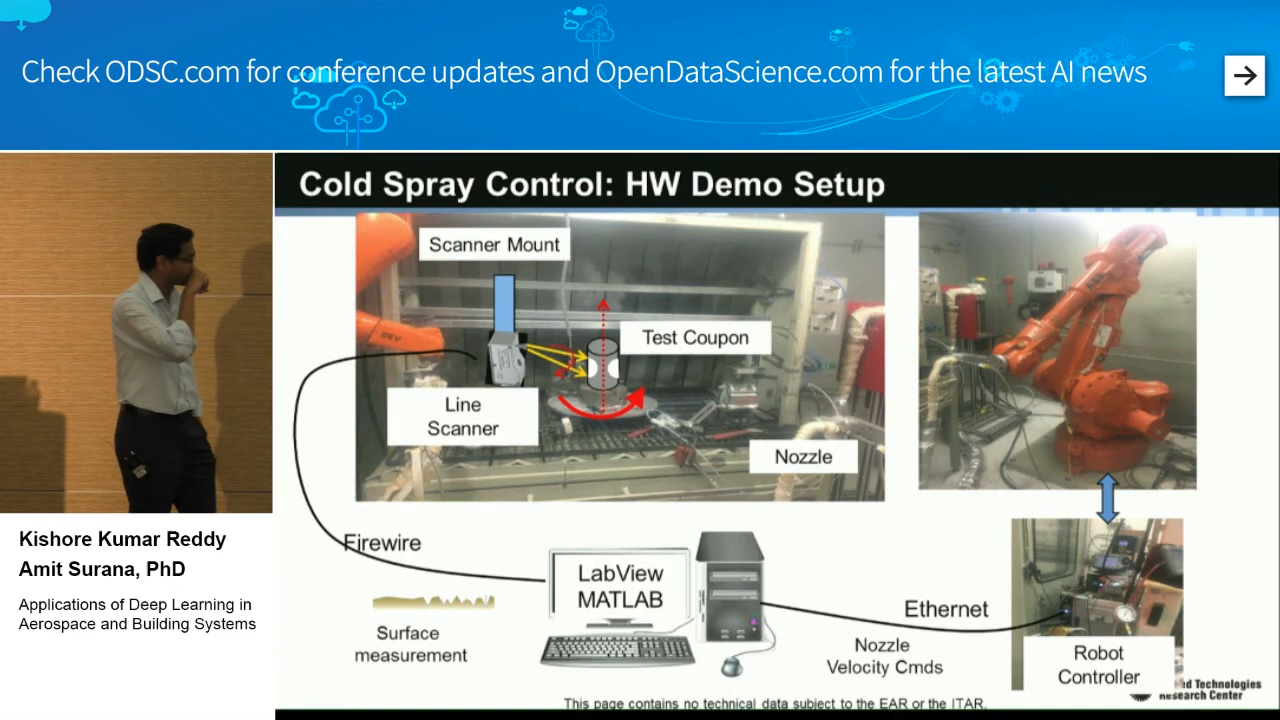 Check ODSC.com for conference updates and OpenDataScience.com for the latest AI news
Cold Spray Control: HW Demo Setup
Scanner Mount
Test Coupon
Line
Scanner
Nozzle
Firewire
LabView
MATLAB
Surface
measurement
Ethernet
Nozzle
Velocity Cmds
Robot
Controller
Technologies
Research Center
This page contains no technical data subject to the EAR or the ITAR.
Kishore Kumar Reddy
Amit Surana, PhD
Applications of Deep Learning in
Aerospace and Building Systems